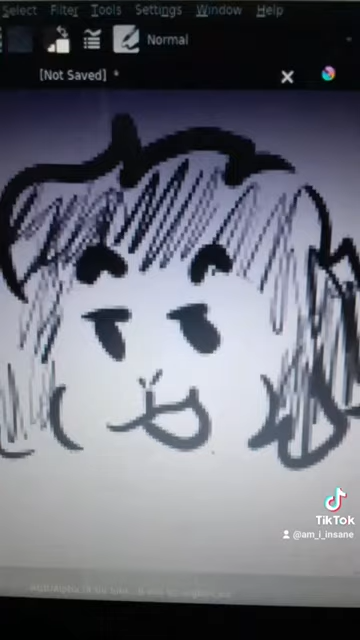 Select Filter Tools Settings Window Help
Normal
[Not Saved] *
TikTok
@am_i_insane